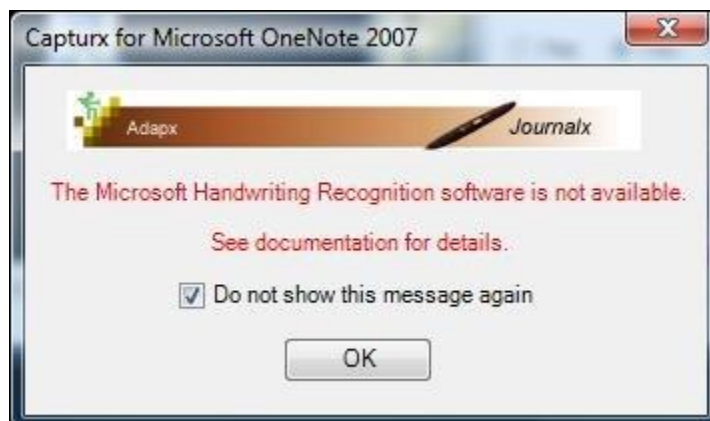 Capturx for Microsoft OneNote 2007
Adapx
Journalx
The Microsoft Handwriting Recognition software is not available.
See documentation for details.
Do not show this message again
OK